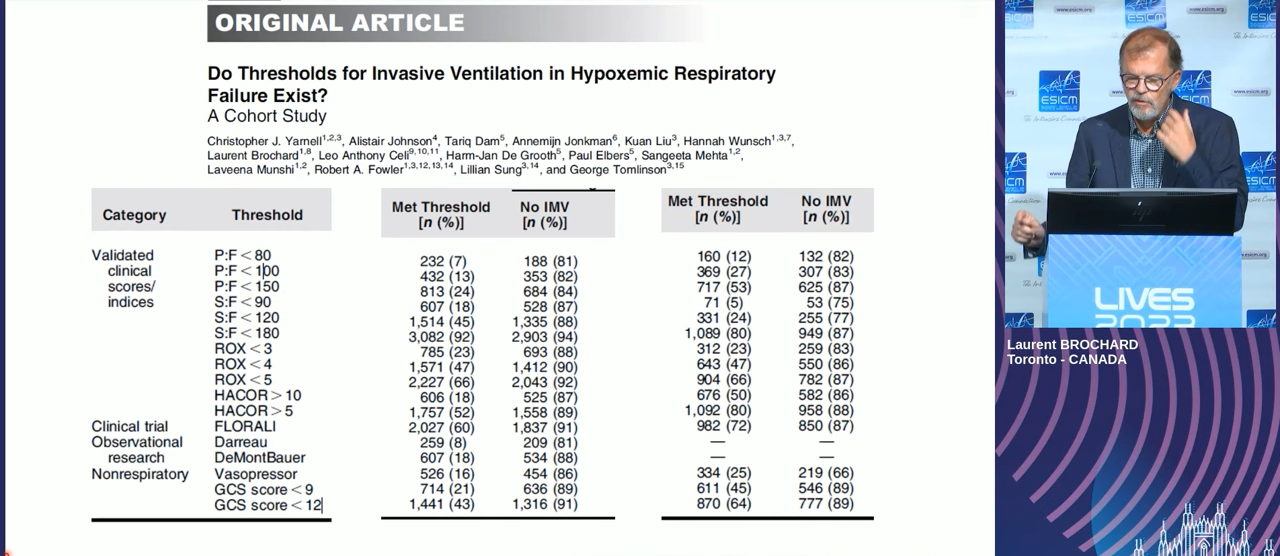 ORIGINAL ARTICLE
Do Thresholds for Invasive Ventilation in Hypoxemic Respiratory
Failure Exist?
A Cohort Study
Christopher J. Yarnell1,2,3, Alistair Johnson4, Tariq Dam5, Annemijn Jonkman6, Kuan Liu3, Hannah Wunsch1,3,7,
Laurent Brochard1,8, Leo Anthony Celi9,10,11, Harm-Jan De Grooth5, Paul Elbers5, Sangeeta Mehta1,2,
Laveena Munshi1,2, Robert A. Fowler1,3,12,13,14, Lillian Sung3,14, and George Tomlinson3,15
Category Threshold Met Threshold [n (%)] No IMV [n (%)] Met Threshold [n (%)] No IMV [n (%)]
Validated P:F < 80 232 (7) 188 (81) 160 (12) 132 (82)
clinical P:F < 100 432 (13) 353 (82) 369 (27) 307 (83)
scores/ P:F < 150 813 (24) 684 (84) 717 (53) 625 (87)
indices S:F < 90 607 (18) 528 (87) 71 (5) 53 (75)
S:F < 120 1,514 (45) 1,335 (88) 331 (24) 255 (77)
S:F < 180 3,082 (92) 2,903 (94) 1,089 (80) 949 (87)
ROX < 3 785 (23) 693 (88) 312 (23) 259 (83)
ROX < 4 1,571 (47) 1,412 (90) 643 (47) 550 (86)
ROX < 5 2,227 (66) 2,043 (92) 904 (66) 782 (87)
HACOR > 10 606 (18) 525 (87) 676 (50) 582 (86)
HACOR > 5 1,757 (52) 1,558 (89) 1,092 (80) 958 (88)
Clinical trial FLORALI 2,027 (60) 1,837 (91) 982 (72) 850 (87)
Observational Darreau 259 (8) 209 (81) — —
research DeMontBauer 607 (18) 534 (88) — —
Nonrespiratory Vasopressor 526 (16) 454 (86) 334 (25) 219 (66)
GCS score < 9 714 (21) 636 (89) 611 (45) 546 (89)
GCS score < 12 1,441 (43) 1,316 (91) 870 (64) 777 (89)
www.esicm.org
ESICM
LIVES
2023
Laurent BROCHARD
Toronto - CANADA